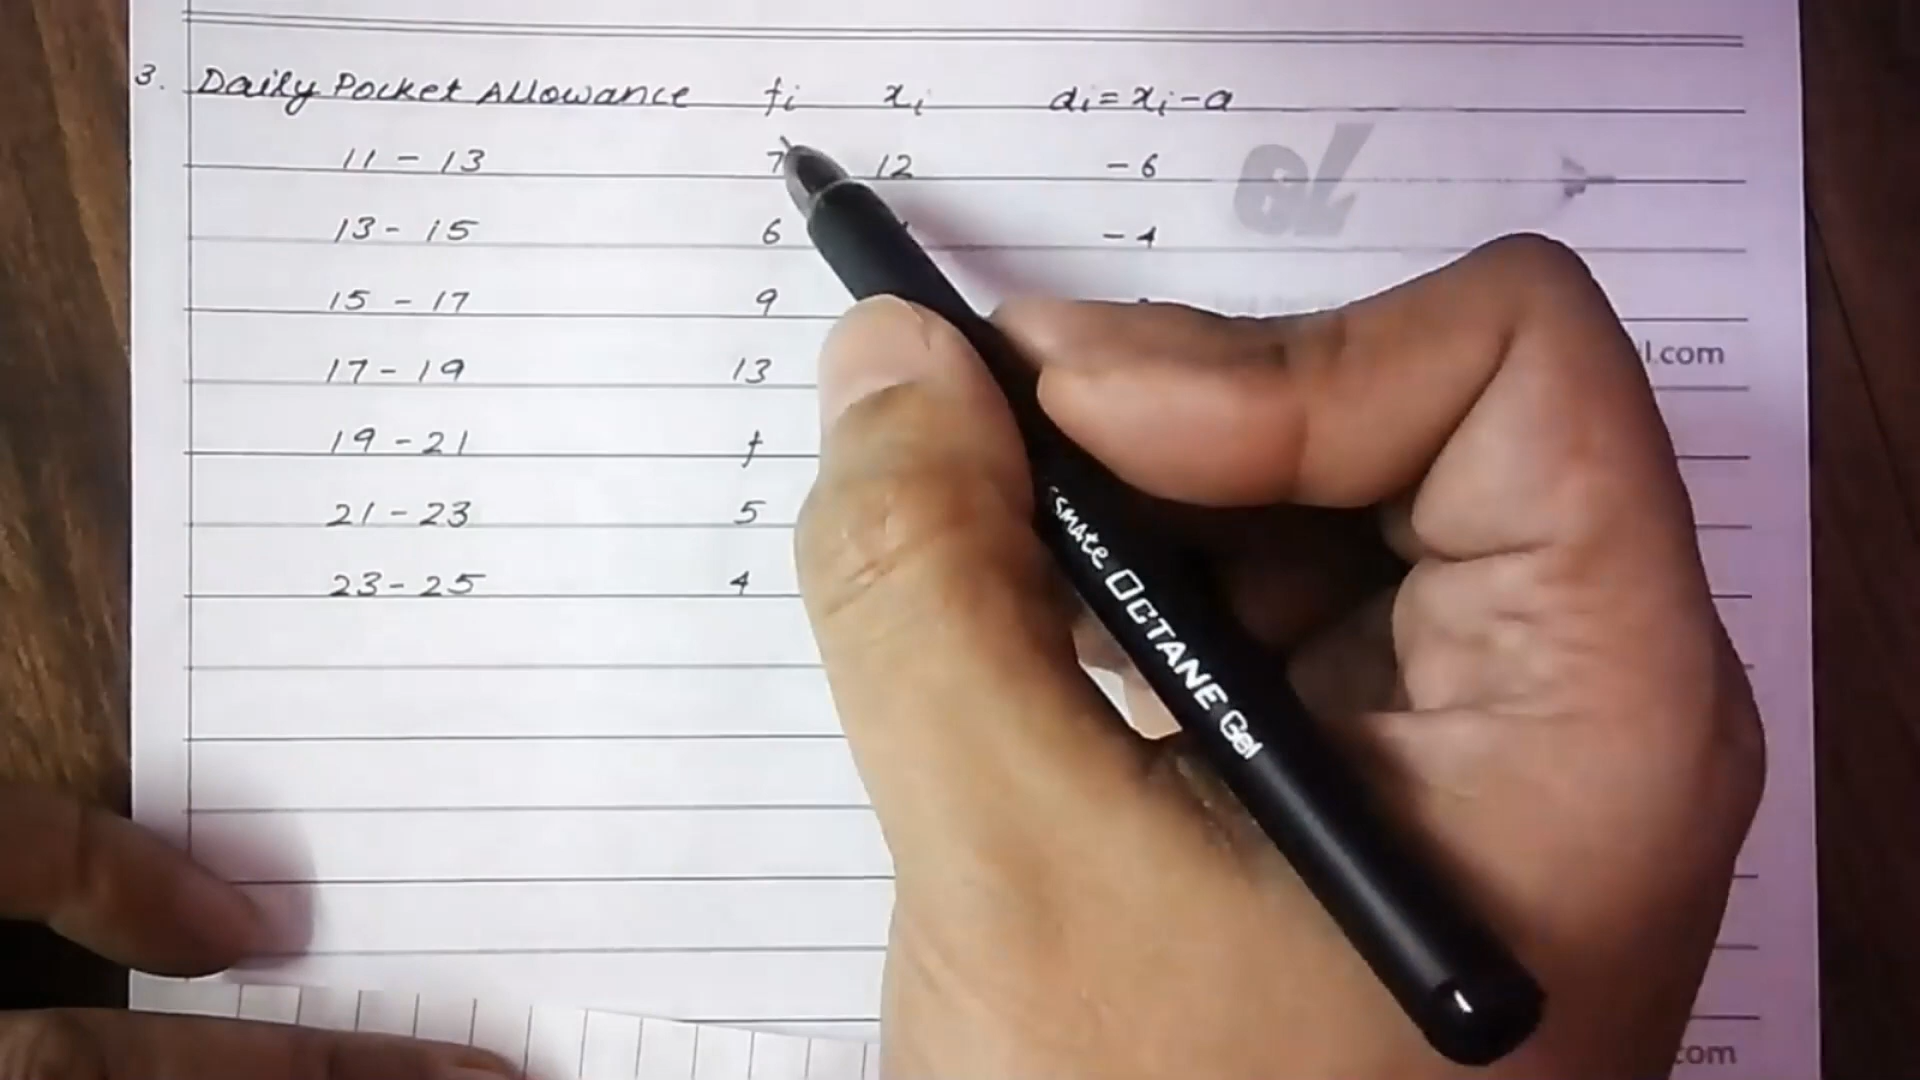 3. Daily Pocket Allowance fi xi di = xi - a
11 - 13 7 12 - 6
13 - 15 6 - 4
15 - 17 9
l.com
17 - 19 13
19 - 21 f
21 - 23 5
23 - 25 4
SMATE OCTANE Gel
com